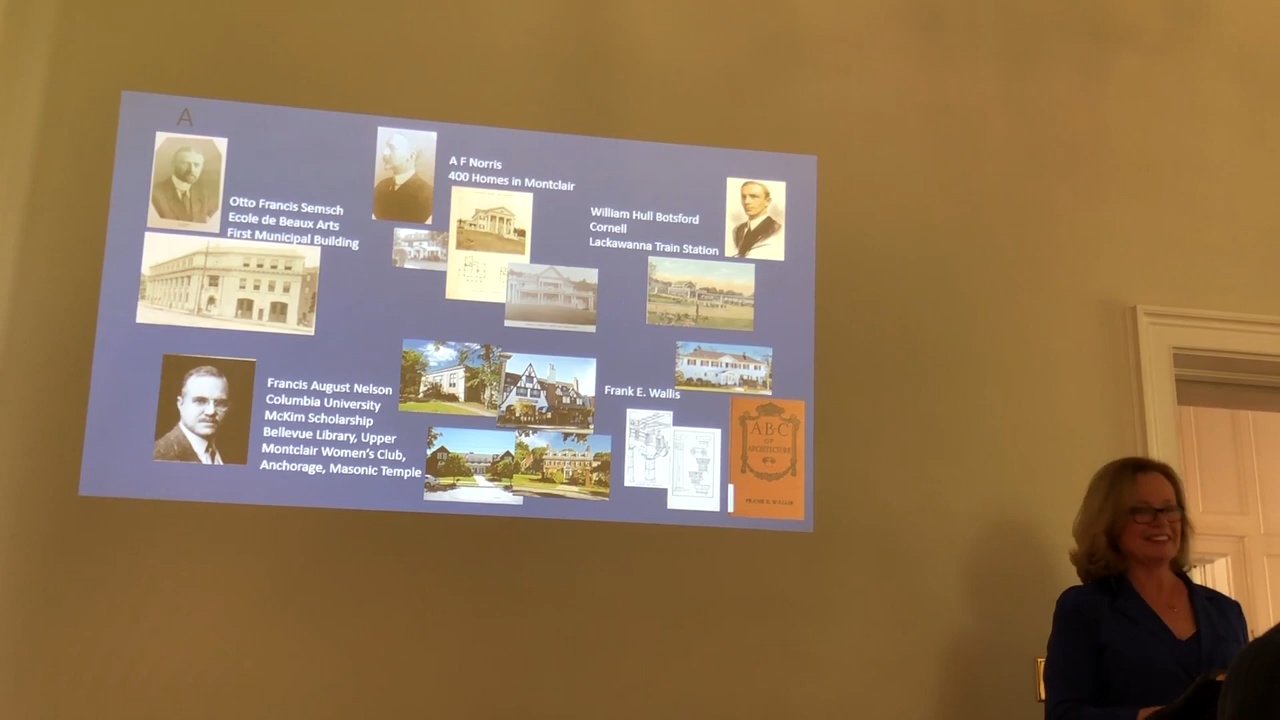 A
Otto Francis Semsch
Ecole de Beaux Arts
First Municipal Building
A F Norris
400 Homes in Montclair
William Hull Botsford
Cornell
Lackawanna Train Station
Francis August Nelson
Columbia University
McKim Scholarship
Bellevue Library, Upper
Montclair Women's Club,
Anchorage, Masonic Temple
Frank E. Wallis
A·B·C
OF
ARCHITECTURE
FRANK E. WALLIS